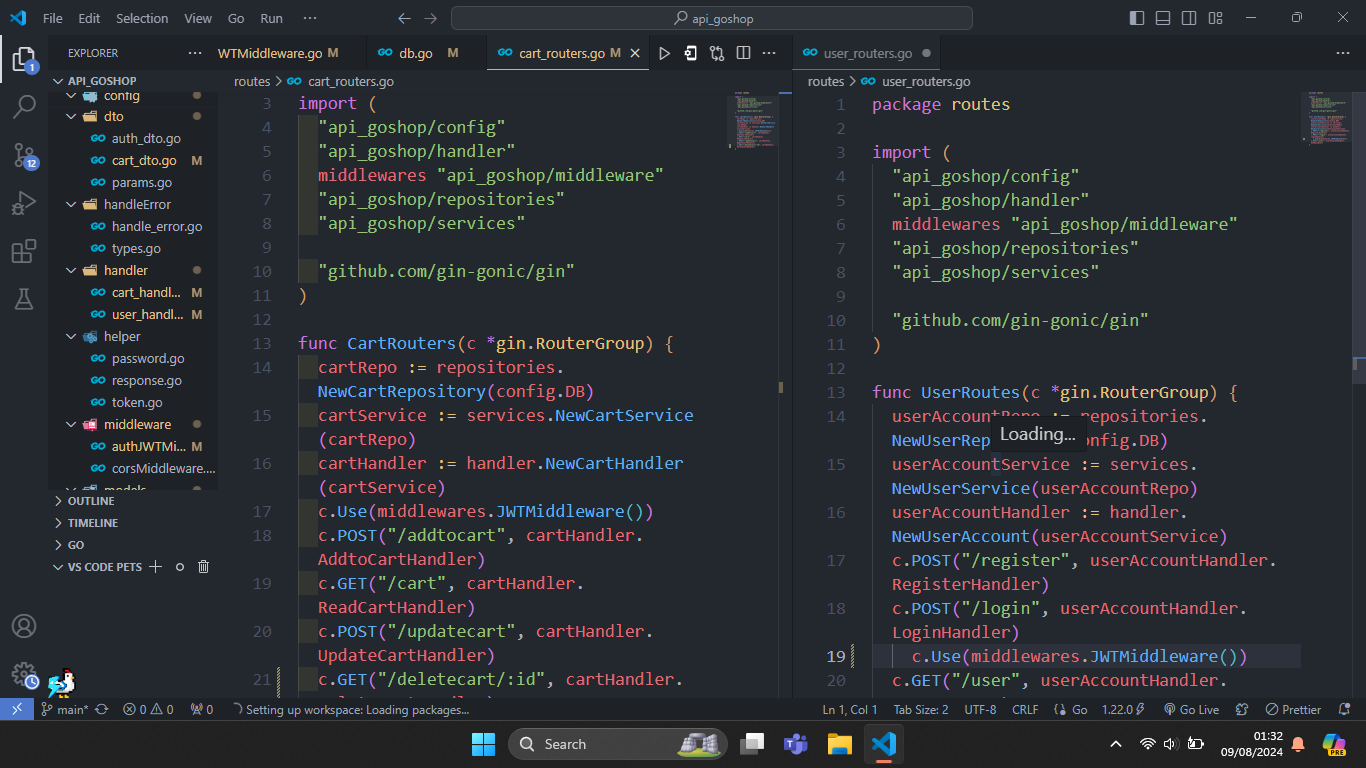 File Edit Selection View Go Run ···
api_goshop
EXPLORER
API_GOSHOP
config
dto
auth_dto.go
cart_dto.go M
params.go
handleError
handle_error.go
types.go
handler
cart_handl... M
user_handl... M
helper
password.go
response.go
token.go
middleware
authJWTMi... M
corsMiddleware....
models
OUTLINE
TIMELINE
GO
VS CODE PETS
1
12
WTMiddleware.go M
db.go M
cart_routers.go M
routes > cart_routers.go
3 import (
4 "api_goshop/config"
5 "api_goshop/handler"
6 middlewares "api_goshop/middleware"
7 "api_goshop/repositories"
8 "api_goshop/services"
9
10 "github.com/gin-gonic/gin"
11 )
12
13 func CartRouters(c *gin.RouterGroup) {
14 cartRepo := repositories.
NewCartRepository(config.DB)
15 cartService := services.NewCartService
(cartRepo)
16 cartHandler := handler.NewCartHandler
(cartService)
17 c.Use(middlewares.JWTMiddleware())
18 c.POST("/addtocart", cartHandler.
AddtoCartHandler)
19 c.GET("/cart", cartHandler.
ReadCartHandler)
20 c.POST("/updatecart", cartHandler.
UpdateCartHandler)
21 c.GET("/deletecart/:id", cartHandler.
user_routers.go
routes > user_routers.go
1 package routes
2
3 import (
4 "api_goshop/config"
5 "api_goshop/handler"
6 middlewares "api_goshop/middleware"
7 "api_goshop/repositories"
8 "api_goshop/services"
9
10 "github.com/gin-gonic/gin"
11 )
12
13 func UserRoutes(c *gin.RouterGroup) {
14 userAccountRepo := repositories.
Loading...
NewUserRep onfig.DB)
15 userAccountService := services.
NewUserService(userAccountRepo)
16 userAccountHandler := handler.
NewUserAccount(userAccountService)
17 c.POST("/register", userAccountHandler.
RegisterHandler)
18 c.POST("/login", userAccountHandler.
LoginHandler)
19 c.Use(middlewares.JWTMiddleware())
20 c.GET("/user", userAccountHandler.
main* 0 0 0 Setting up workspace: Loading packages... Ln 1, Col 1 Tab Size: 2 UTF-8 CRLF Go 1.22.0 Go Live Prettier
Search
01:32
09/08/2024
PRE